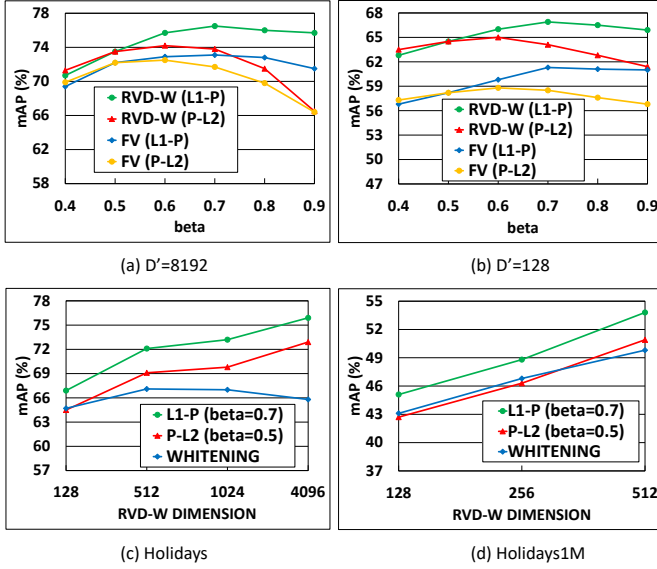 78
74
70
66
62
58
mAP (%)
RVD-W (L1-P)
RVD-W (P-L2)
FV (L1-P)
FV (P-L2)
0.4 0.5 0.6 0.7 0.8 0.9
beta
(a) D'=8192
68
65
62
59
56
53
50
47
mAP (%)
RVD-W (L1-P)
RVD-W (P-L2)
FV (L1-P)
FV (P-L2)
0.4 0.5 0.6 0.7 0.8 0.9
beta
(b) D'=128
78
75
72
69
66
63
60
57
mAP (%)
L1-P (beta=0.7)
P-L2 (beta=0.5)
WHITENING
128 512 1024 4096
RVD-W DIMENSION
(c) Holidays
55
52
49
46
43
40
37
mAP (%)
L1-P (beta=0.7)
P-L2 (beta=0.5)
WHITENING
128 256 512
RVD-W DIMENSION
(d) Holidays1M